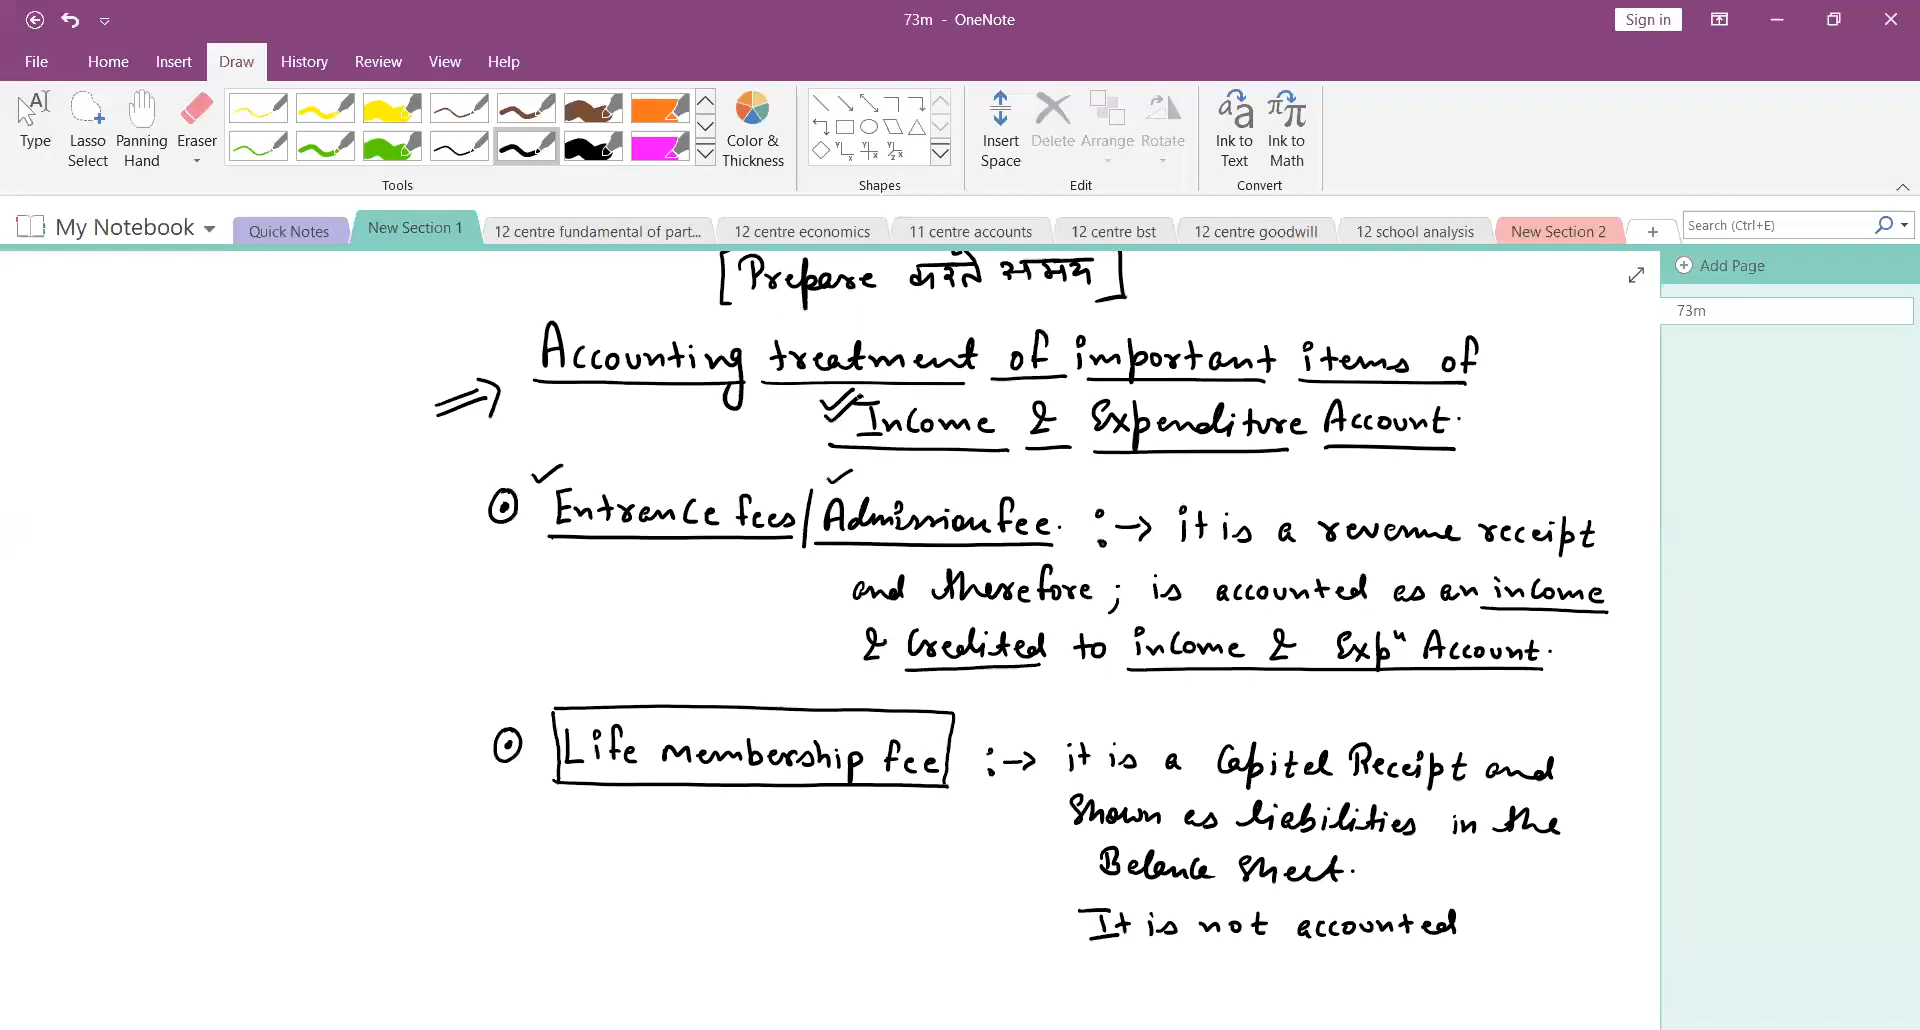 73m - OneNote
Sign in
File Home Insert Draw History Review View Help
Type
Lasso Select
Panning Hand
Eraser
Color & Thickness
Insert Space
Delete
Arrange
Rotate
Ink to Text
Ink to Math
Tools
Shapes
Edit
Convert
My Notebook
Quick Notes
New Section 1
12 centre fundamental of part...
12 centre economics
11 centre accounts
12 centre bst
12 centre goodwill
12 school analysis
New Section 2
Search (Ctrl+E)
Add Page
73m
[Prepare करते समय]
Accounting treatment of important items of
Income & Expenditure Account.
Entrance fees / Admission fee. :→ it is a revenue receipt
and therefore; is accounted as an income
& Credited to income & Expn Account.
Life membership fee :→ it is a Capital Receipt and
Shown as liabilities in the
Balance Sheet.
It is not accounted